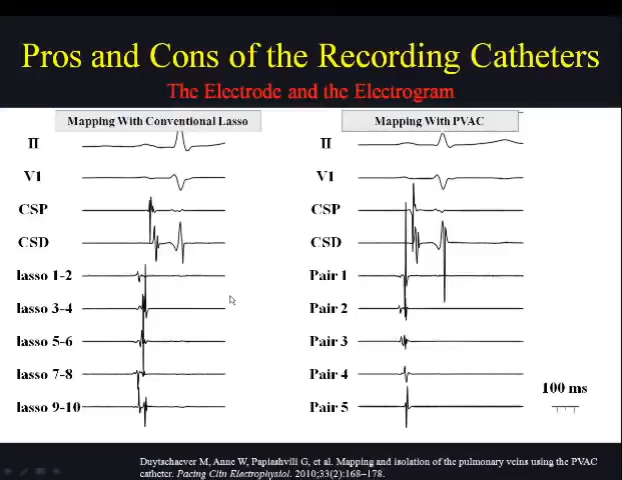 Pros and Cons of the Recording Catheters
The Electrode and the Electrogram
Mapping With Conventional Lasso
II
V1
CSP
CSD
lasso 1-2
lasso 3-4
lasso 5-6
lasso 7-8
lasso 9-10
Mapping With PVAC
II
V1
CSP
CSD
Pair 1
Pair 2
Pair 3
Pair 4
Pair 5
100 ms
Duytschaever M, Anne W, Papiashvili G, et al. Mapping and isolation of the pulmonary veins using the PVAC
catheter. Pacing Clin Electrophysiol. 2010;33(2):168–178.